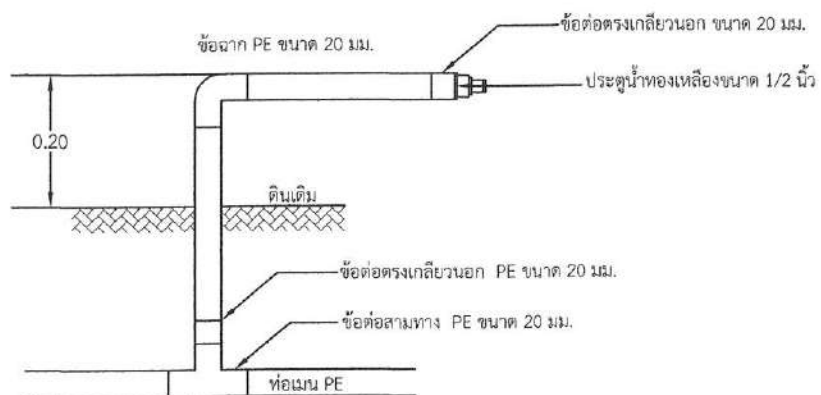 ข้อต่อตรงเกลียวนอก ขนาด 20 มม.
ข้อฉาก PE ขนาด 20 มม.
ประตูน้ำทองเหลืองขนาด 1/2 นิ้ว
0.20
ดินเดิม
ข้อต่อตรงเกลียวนอก PE ขนาด 20 มม.
ข้อต่อสามทาง PE ขนาด 20 มม.
ท่อเมน PE